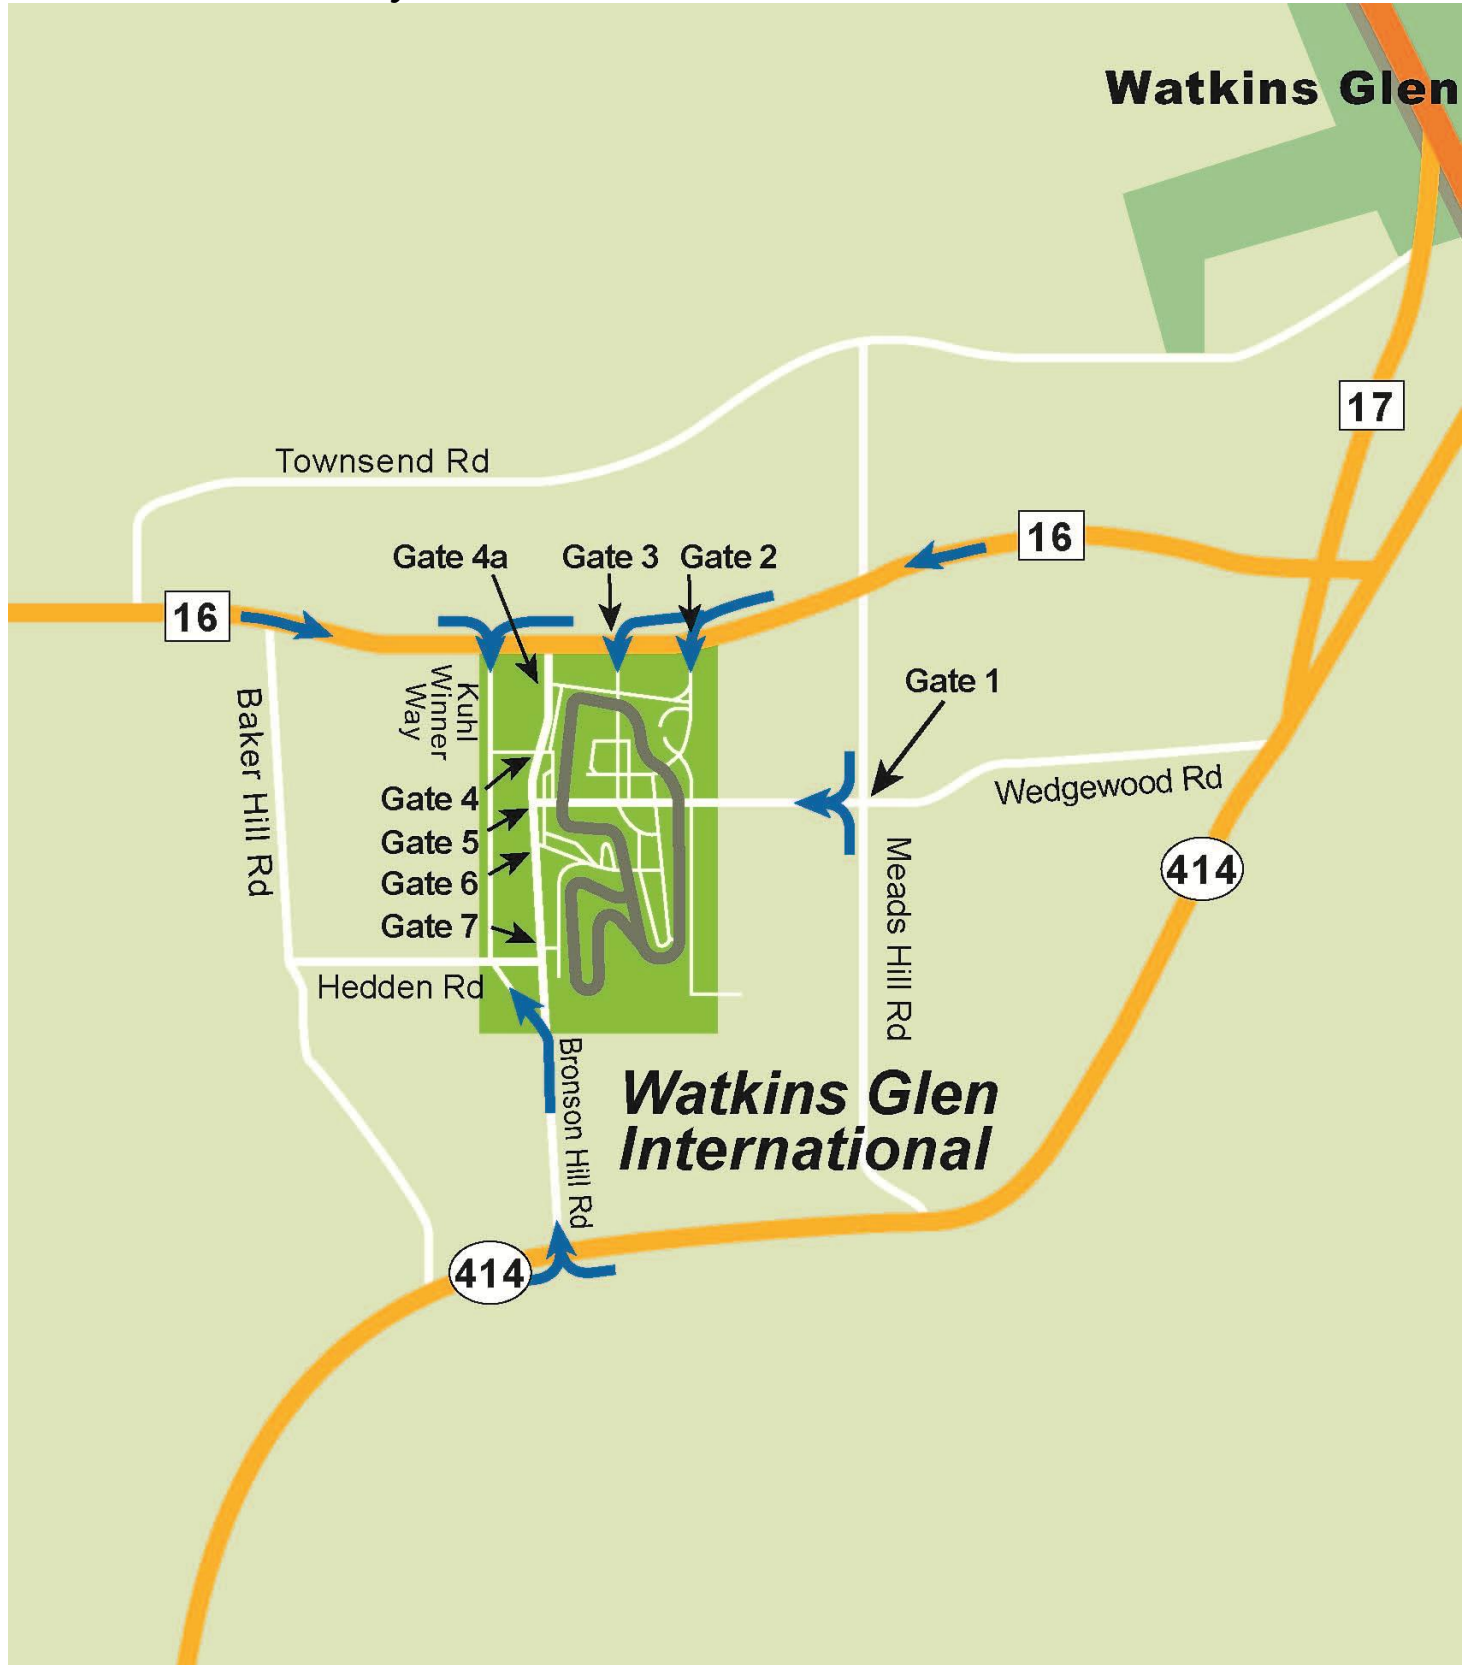 Watkins Glen
17
Townsend Rd
16
Gate 4a
Gate 3
Gate 2
16
Kuhl
Winner
Way
Gate 1
Baker Hill Rd
Wedgewood Rd
Gate 4
Gate 5
Gate 6
Gate 7
Meads Hill Rd
414
Hedden Rd
Bronson Hill Rd
Watkins Glen
International
414